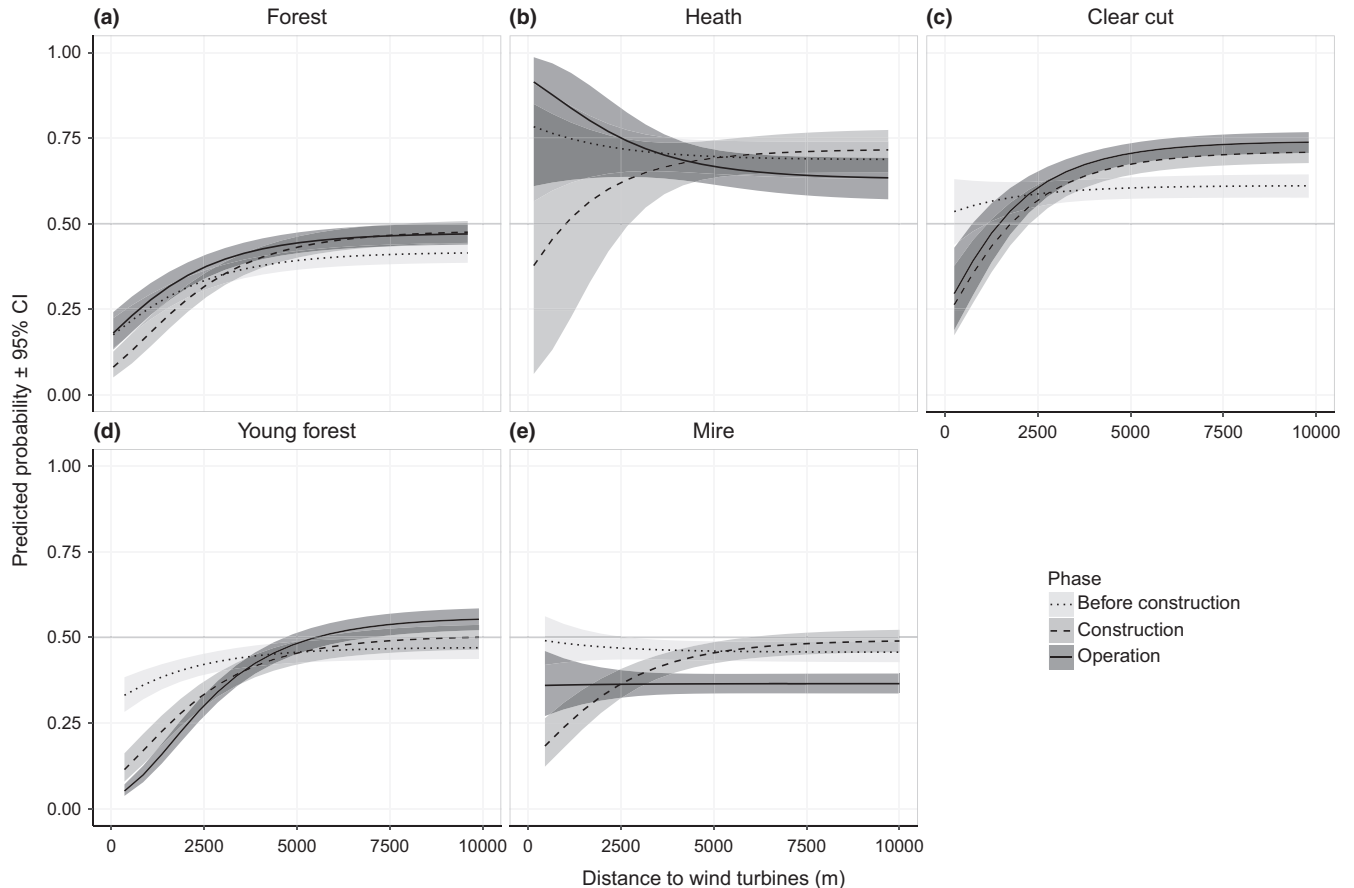 (a) Forest
(b) Heath
(c) Clear cut
1.00
0.75
0.50
0.25
0.00
0 2500 5000 7500 10000
(d) Young forest
(e) Mire
1.00
0.75
0.50
0.25
0.00
0 2500 5000 7500 10000
0 2500 5000 7500 10000
Predicted probability ± 95% CI
Distance to wind turbines (m)
Phase
Before construction
Construction
Operation